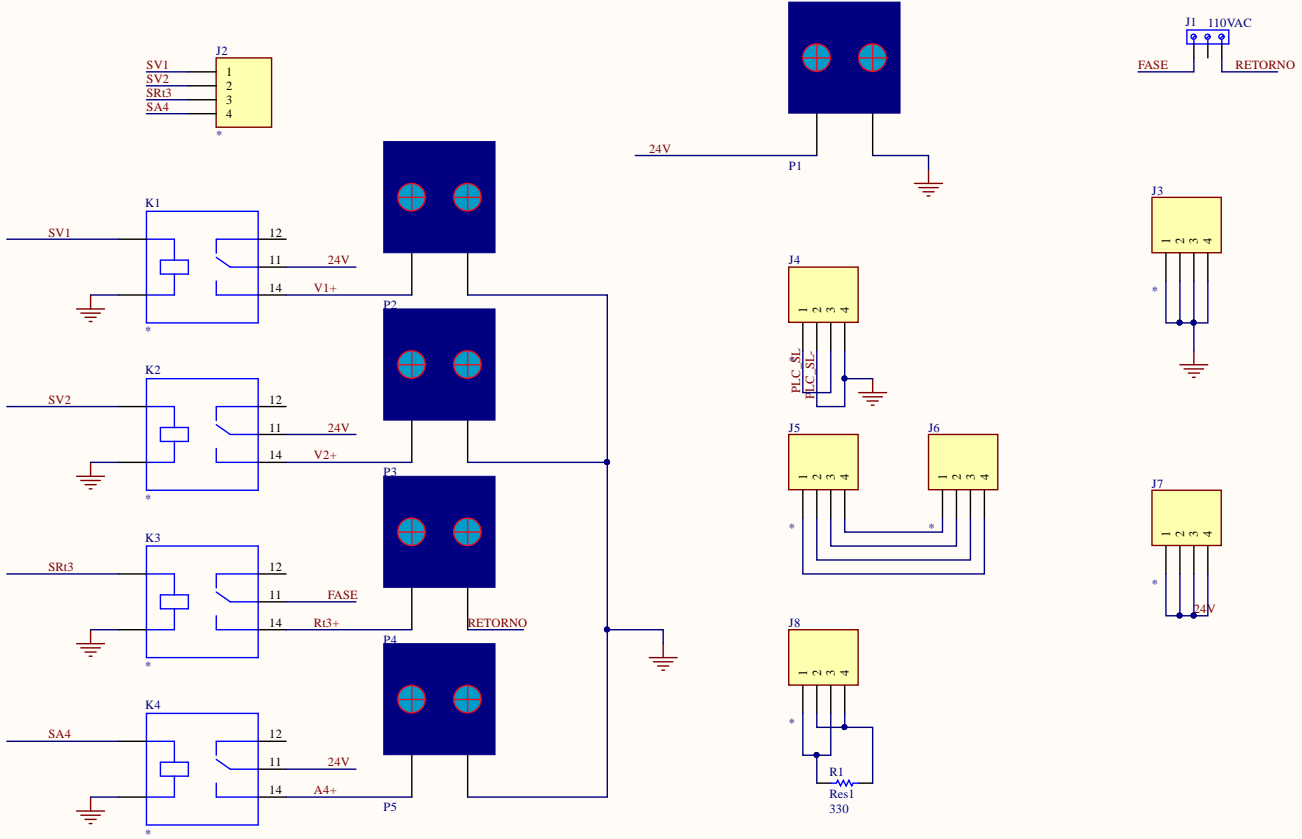 J1 110VAC
FASE
RETORNO
J2
SV1
SV2
SRt3
SA4
1
2
3
4
*
24V
P1
K1
SV1
12
11
14
24V
V1+
*
P2
J3
1
2
3
4
*
J4
1
2
3
4
*
PLC_SL
PLC_SL-
K2
SV2
12
11
14
24V
V2+
*
P3
J5
1
2
3
4
*
J6
1
2
3
4
*
J7
1
2
3
4
*
24V
K3
SRt3
12
11
14
FASE
Rt3+
RETORNO
*
P4
J8
1
2
3
4
*
R1
Res1
330
K4
SA4
12
11
14
24V
A4+
*
P5